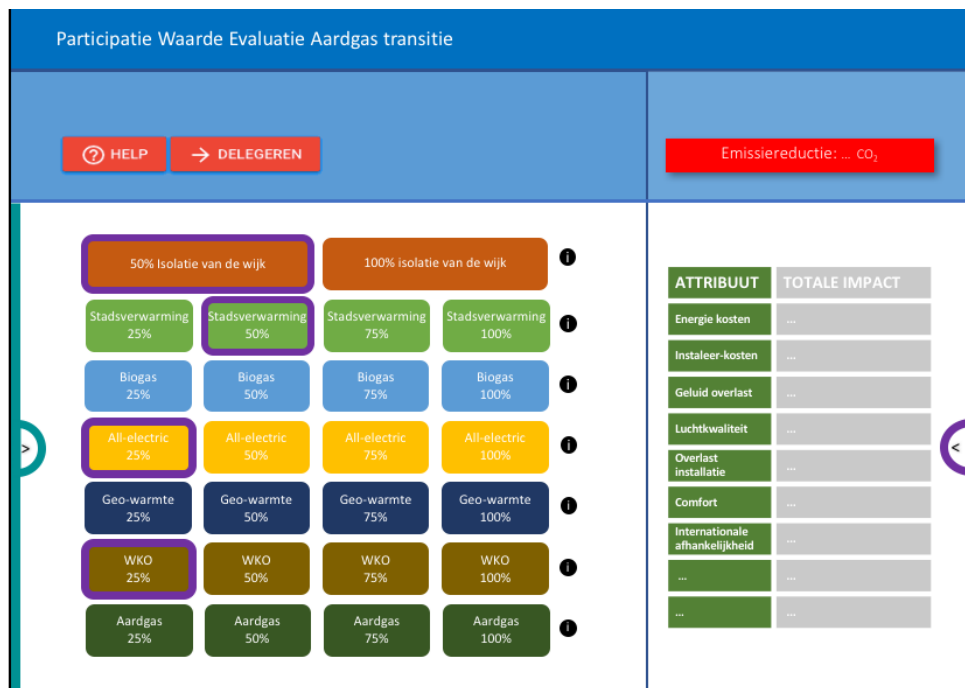 Participatie Waarde Evaluatie Aardgas transitie
? HELP
→ DELEGEREN
Emissiereductie: ... CO₂
50% Isolatie van de wijk
100% isolatie van de wijk
i
Stadsverwarming
25%
Stadsverwarming
50%
Stadsverwarming
75%
Stadsverwarming
100%
i
Biogas
25%
Biogas
50%
Biogas
75%
Biogas
100%
i
All-electric
25%
All-electric
50%
All-electric
75%
All-electric
100%
i
Geo-warmte
25%
Geo-warmte
50%
Geo-warmte
75%
Geo-warmte
100%
i
WKO
25%
WKO
50%
WKO
75%
WKO
100%
i
Aardgas
25%
Aardgas
50%
Aardgas
75%
Aardgas
100%
i
>
ATTRIBUUT TOTALE IMPACT
Energie kosten ...
Instaleer-kosten ...
Geluid overlast ...
Luchtkwaliteit ...
Overlast
installatie ...
Comfort ...
Internationale
afhankelijkheid ...
... ...
... ...
<